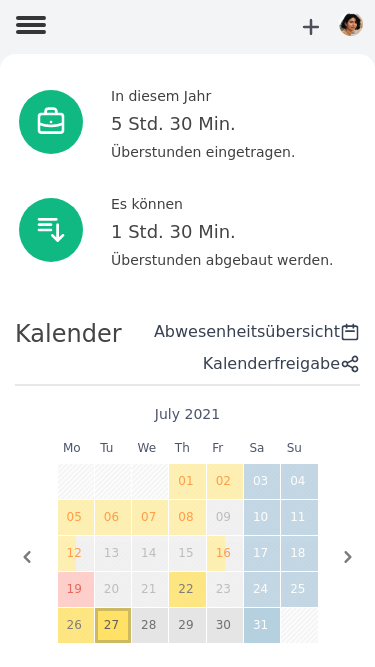 In diesem Jahr
5 Std. 30 Min.
Überstunden eingetragen.
Es können
1 Std. 30 Min.
Überstunden abgebaut werden.
Kalender
Abwesenheitsübersicht
Kalenderfreigabe
July 2021
Mo Tu We Th Fr Sa Su
01 02 03 04
05 06 07 08 09 10 11
12 13 14 15 16 17 18
19 20 21 22 23 24 25
26 27 28 29 30 31